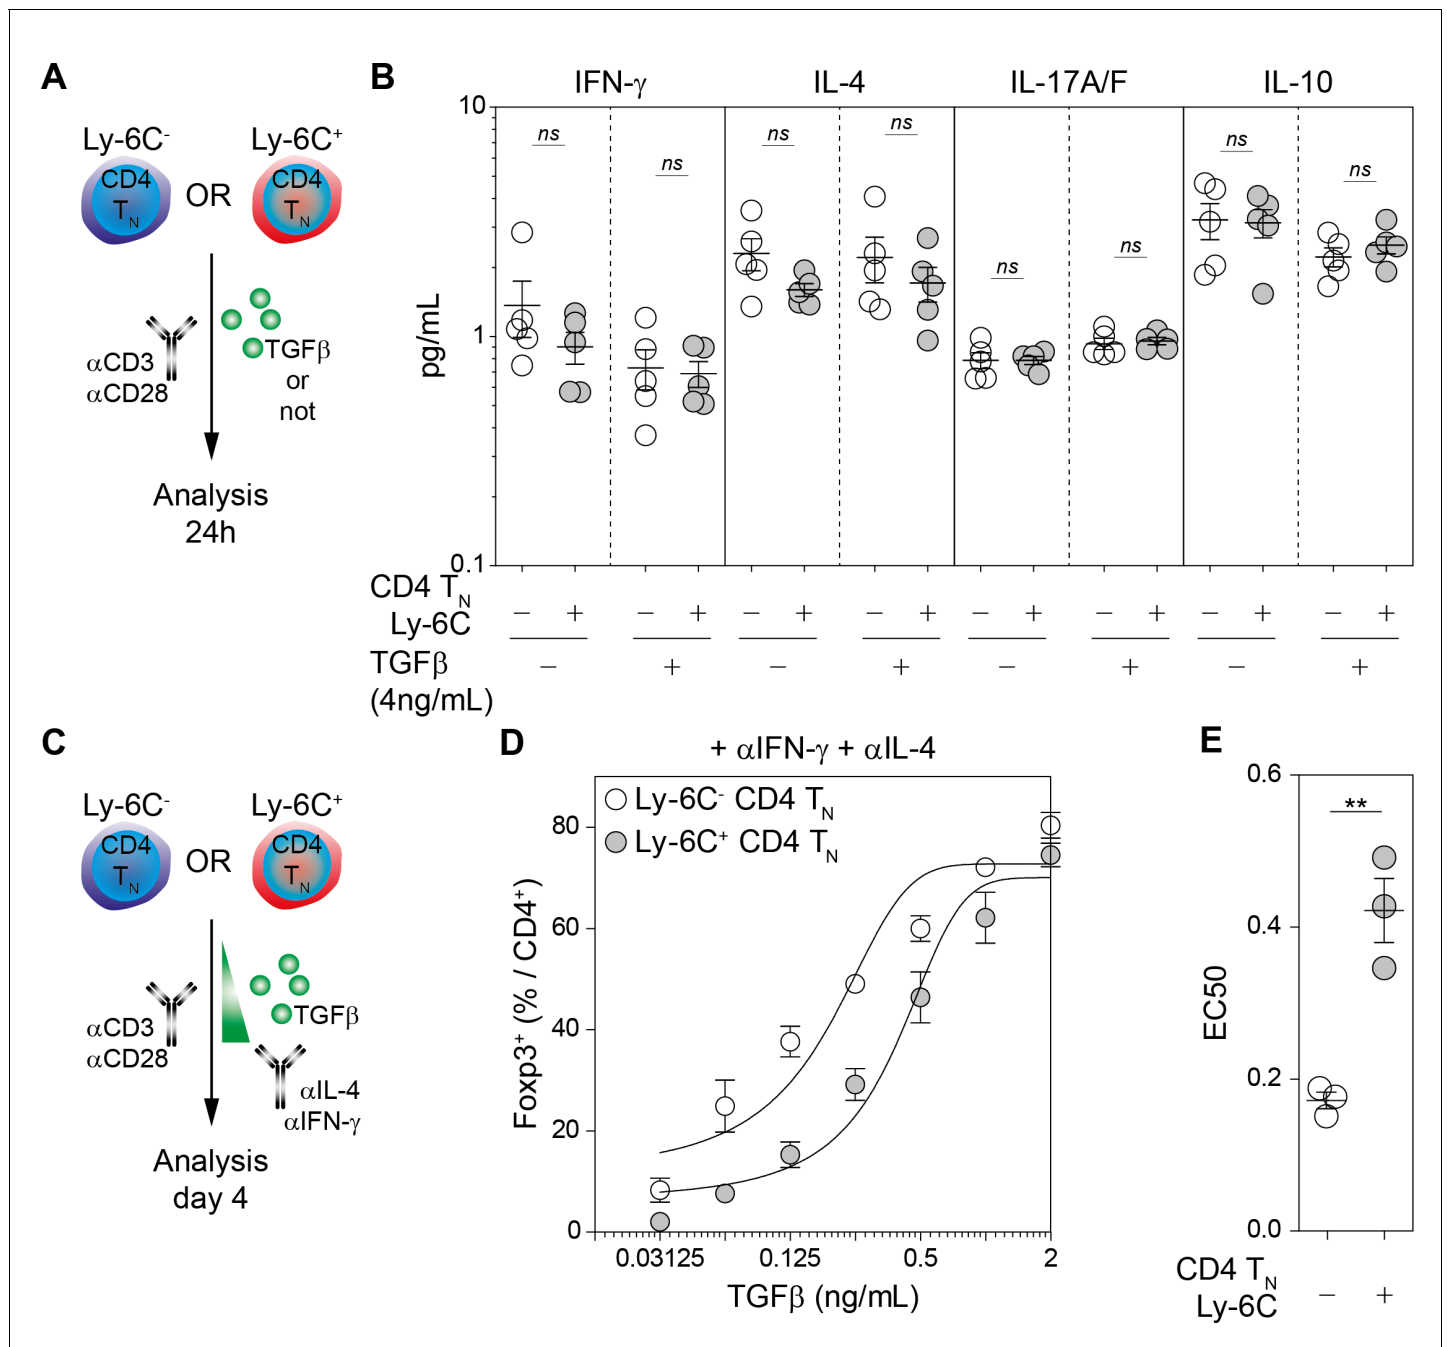 A
Ly-6C-
Ly-6C+
CD4
TN
OR
CD4
TN
αCD3
αCD28
TGFβ
or
not
Analysis
24h
B
IFN-γ
IL-4
IL-17A/F
IL-10
pg/mL
10
1
0.1
ns
ns
ns
ns
ns
ns
ns
ns
CD4 TN
Ly-6C
− + − + − + − + − + − + − + − +
TGFβ
(4ng/mL)
− + − + − + − +
C
Ly-6C-
Ly-6C+
CD4
TN
OR
CD4
TN
αCD3
αCD28
TGFβ
αIL-4
αIFN-γ
Analysis
day 4
D
+ αIFN-γ + αIL-4
Ly-6C- CD4 TN
Ly-6C+ CD4 TN
Foxp3+ (% / CD4+)
80
60
40
20
0
0.03125 0.125 0.5 2
TGFβ (ng/mL)
E
EC50
0.6
0.4
0.2
0.0
**
CD4 TN
Ly-6C
− +